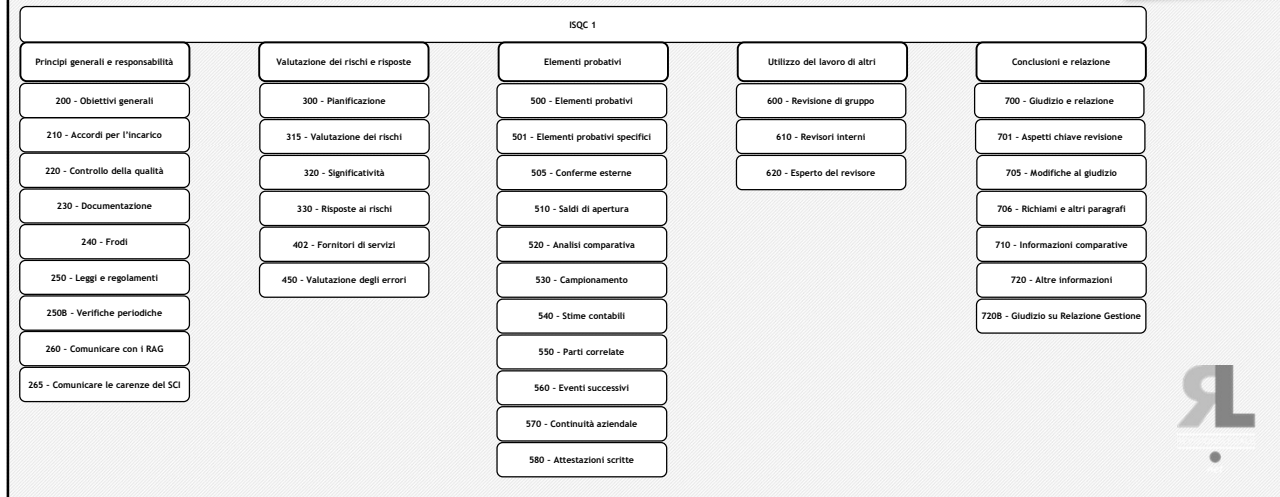 ISQC 1
Principi generali e responsabilità
200 - Obiettivi generali
210 - Accordi per l'incarico
220 - Controllo della qualità
230 - Documentazione
240 - Frodi
250 - Leggi e regolamenti
250B - Verifiche periodiche
260 - Comunicare con i RAG
265 - Comunicare le carenze del SCI
Valutazione dei rischi e risposte
300 - Pianificazione
315 - Valutazione dei rischi
320 - Significatività
330 - Risposte ai rischi
402 - Fornitori di servizi
450 - Valutazione degli errori
Elementi probativi
500 - Elementi probativi
501 - Elementi probativi specifici
505 - Conferme esterne
510 - Saldi di apertura
520 - Analisi comparativa
530 - Campionamento
540 - Stime contabili
550 - Parti correlate
560 - Eventi successivi
570 - Continuità aziendale
580 - Attestazioni scritte
Utilizzo del lavoro di altri
600 - Revisione di gruppo
610 - Revisori interni
620 - Esperto del revisore
Conclusioni e relazione
700 - Giudizio e relazione
701 - Aspetti chiave revisione
705 - Modifiche al giudizio
706 - Richiami e altri paragrafi
710 - Informazioni comparative
720 - Altre informazioni
720B - Giudizio su Relazione Gestione